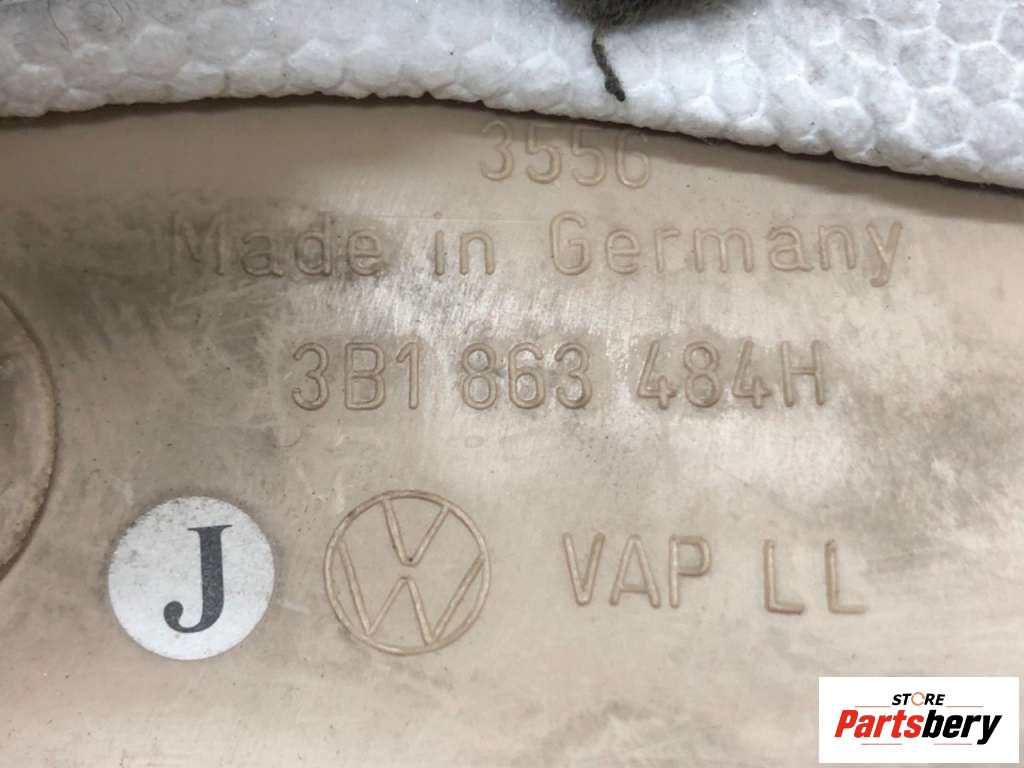 3556
Made in Germany
3B1 863 484H
J
VAP LL
STORE
Partsbery